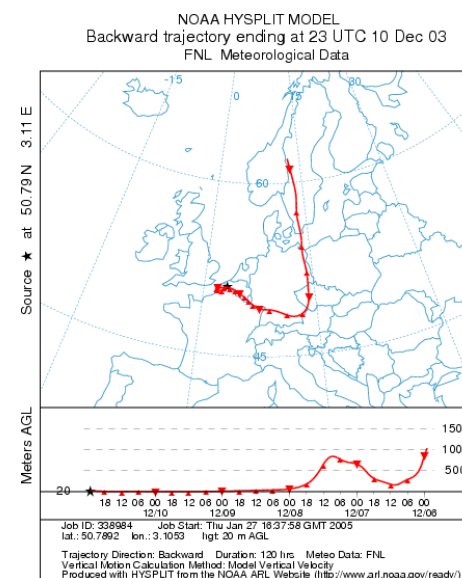 NOAA HYSPLIT MODEL
Backward trajectory ending at 23 UTC 10 Dec 03
FNL Meteorological Data
Source ★ at 50.79 N 3.11 E
-15
0
15
60
45
Meters AGL
20
1500
1000
500
18 12 06 00 18 12 06 00 18 12 06 00 18 12 06 00 18 12 06 00
12/10 12/09 12/08 12/07 12/06
Job ID: 338984 Job Start: Thu Jan 27 16:37:58 GMT 2005
lat.: 50.7892 lon.: 3.1053 hgt: 20 m AGL
Trajectory Direction: Backward Duration: 120 hrs Meteo Data: FNL
Vertical Motion Calculation Method: Model Vertical Velocity
Produced with HYSPLIT from the NOAA ARL Website (http://www.arl.noaa.gov/ready/)